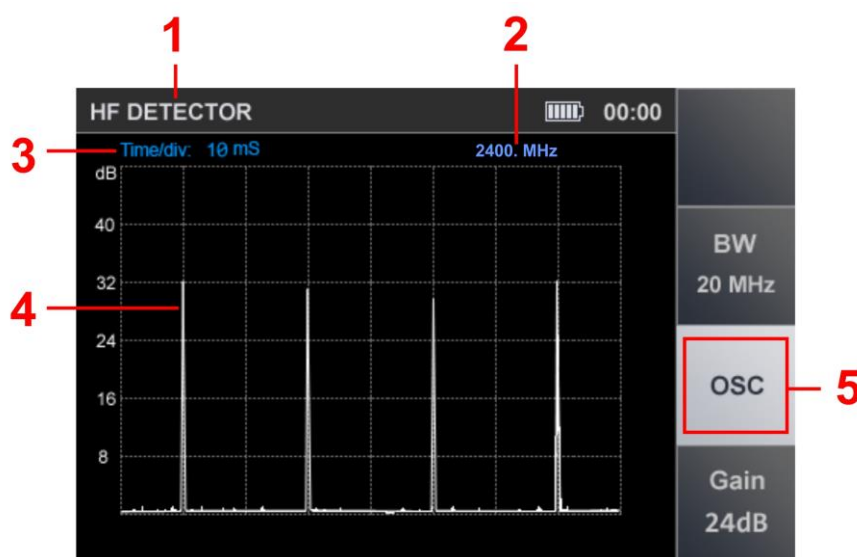 1
2
HF DETECTOR
00:00
3
Time/div: 10 mS
2400. MHz
dB
40
32
24
16
8
4
BW
20 MHz
OSC
5
Gain
24dB